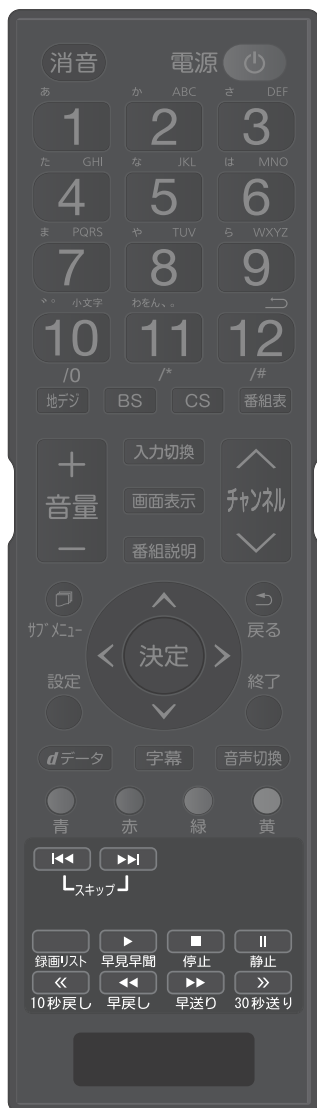 消音 電源
あ か ABC さ DEF
1 2 3
た GHI な JKL は MNO
4 5 6
ま PQRS や TUV ら WXYZ
7 8 9
゛゜ 小文字 わをん、。
10 11 12
/0 /* /#
地デジ BS CS 番組表
＋ 入力切換
音量 画面表示 チャンネル
− 番組説明
サブメニュー 戻る
決定
設定 終了
dデータ 字幕 音声切換
青 赤 緑 黄
スキップ
録画リスト 早見早聞 停止 静止
10秒戻し 早戻し 早送り 30秒送り